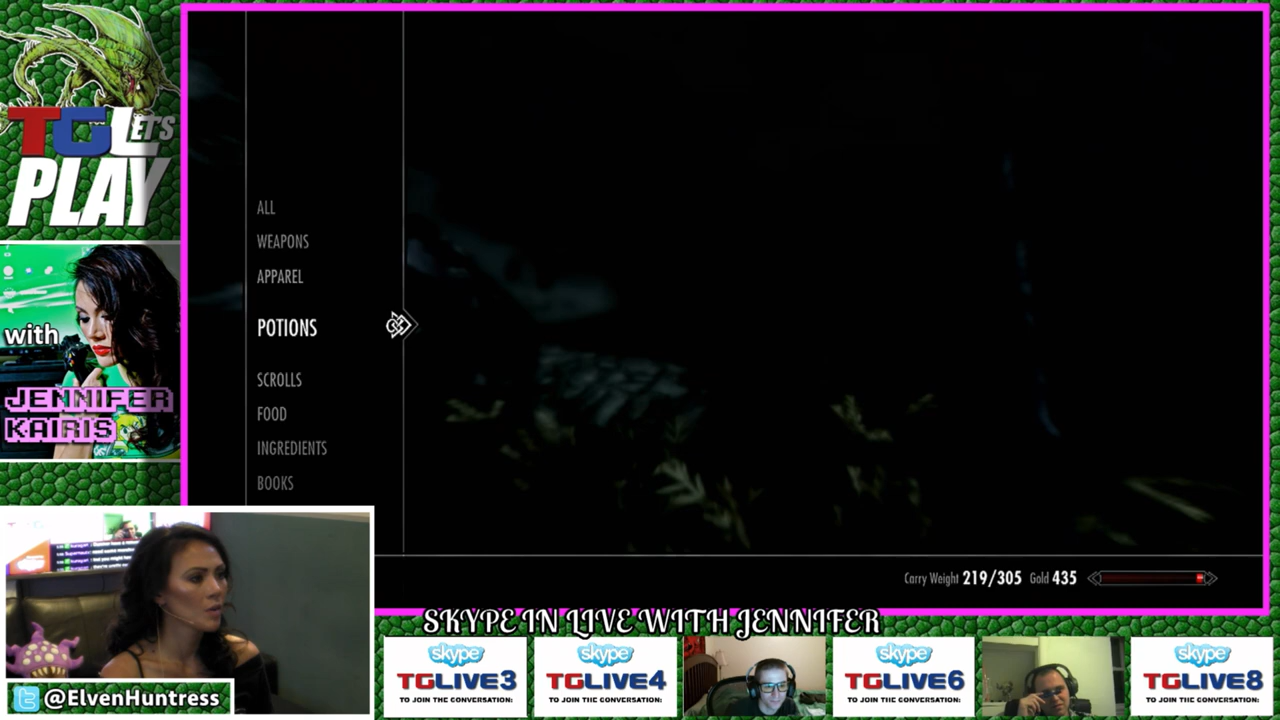 TGL LET'S
PLAY
with
JENNIFER
KAIRIS
ALL
WEAPONS
APPAREL
POTIONS
SCROLLS
FOOD
INGREDIENTS
BOOKS
Carry Weight 219/305 Gold 435
SKYPE IN LIVE WITH JENNIFER
@ElvenHuntress
skype
TGLIVE3
TO JOIN THE CONVERSATION:
skype
TGLIVE4
TO JOIN THE CONVERSATION:
skype
TGLIVE6
TO JOIN THE CONVERSATION:
skype
TGLIVE8
TO JOIN THE CONVERSATION: